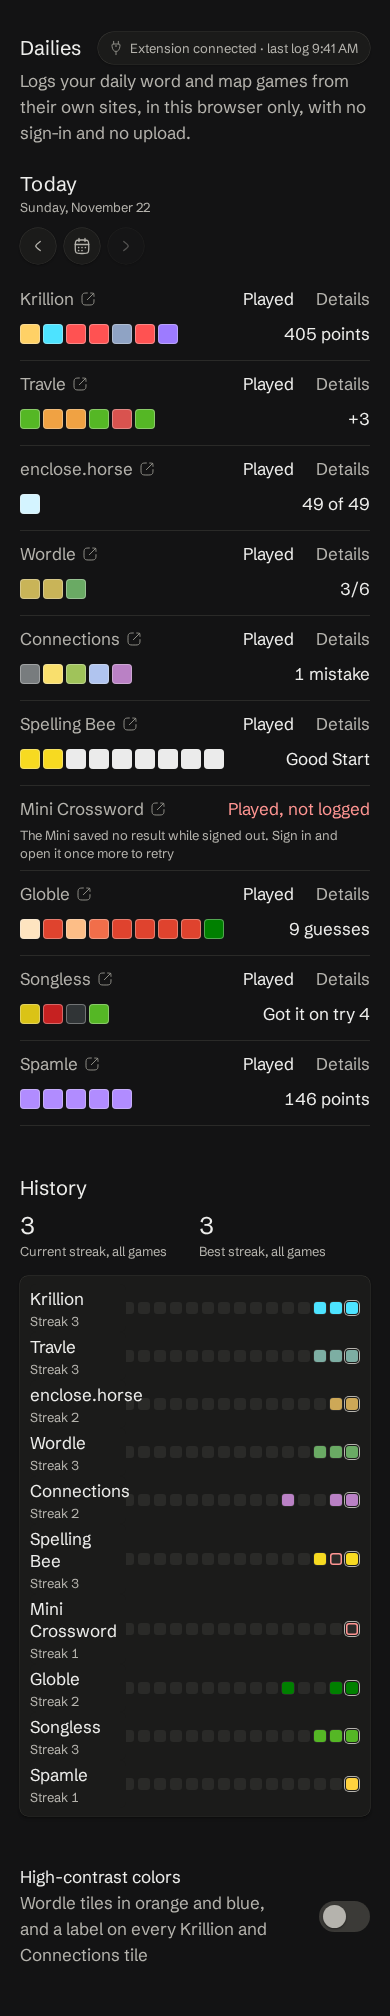 Dailies
Extension connected · last log 9:41 AM
Logs your daily word and map games from
their own sites, in this browser only, with no
sign-in and no upload.
Today
Sunday, November 22
Krillion Played Details
405 points
Travle Played Details
+3
enclose.horse Played Details
49 of 49
Wordle Played Details
3/6
Connections Played Details
1 mistake
Spelling Bee Played Details
Good Start
Mini Crossword Played, not logged
The Mini saved no result while signed out. Sign in and
open it once more to retry
Globle Played Details
9 guesses
Songless Played Details
Got it on try 4
Spamle Played Details
146 points
History
3 3
Current streak, all games Best streak, all games
Krillion
Streak 3
Travle
Streak 3
enclose.horse
Streak 2
Wordle
Streak 3
Connections
Streak 2
Spelling
Bee
Streak 3
Mini
Crossword
Streak 1
Globle
Streak 2
Songless
Streak 3
Spamle
Streak 1
High-contrast colors
Wordle tiles in orange and blue,
and a label on every Krillion and
Connections tile